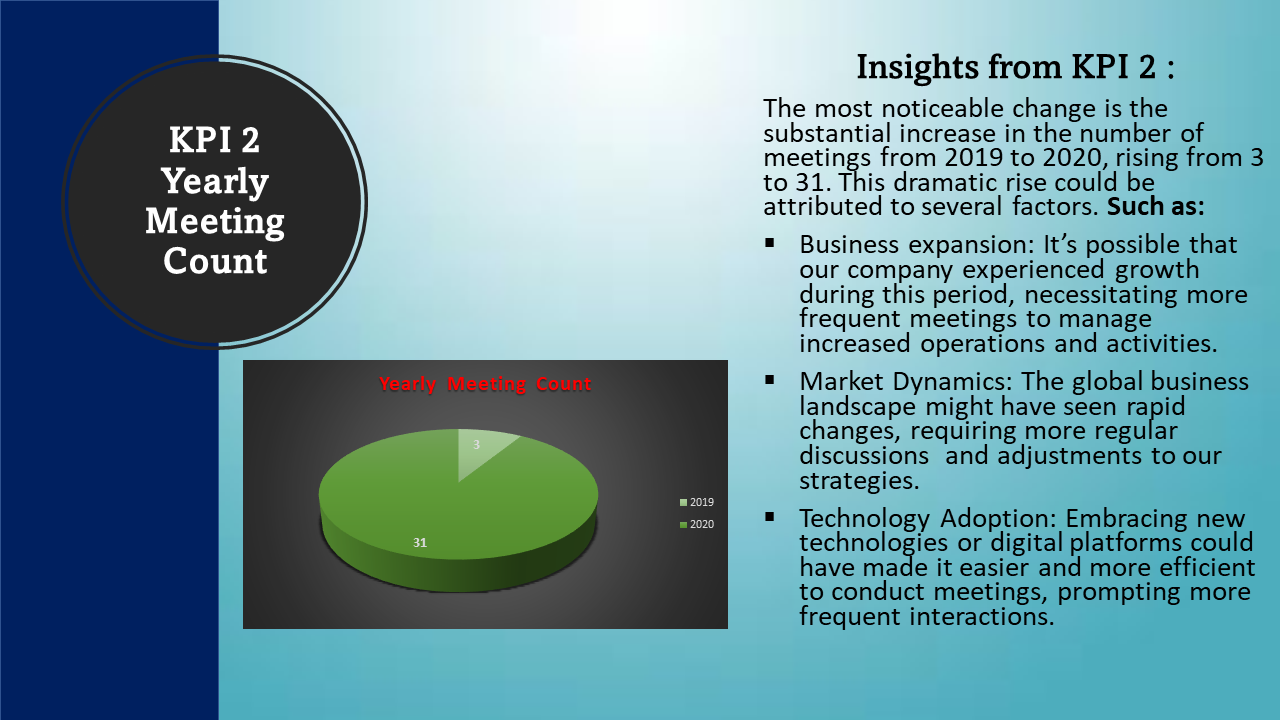 KPI 2
Yearly
Meeting
Count
Yearly Meeting Count
3
31
2019
2020
Insights from KPI 2 :
The most noticeable change is the
substantial increase in the number of
meetings from 2019 to 2020, rising from 3
to 31. This dramatic rise could be
attributed to several factors. Such as:
▪ Business expansion: It’s possible that
our company experienced growth
during this period, necessitating more
frequent meetings to manage
increased operations and activities.
▪ Market Dynamics: The global business
landscape might have seen rapid
changes, requiring more regular
discussions  and adjustments to our
strategies.
▪ Technology Adoption: Embracing new
technologies or digital platforms could
have made it easier and more efficient
to conduct meetings, prompting more
frequent interactions.